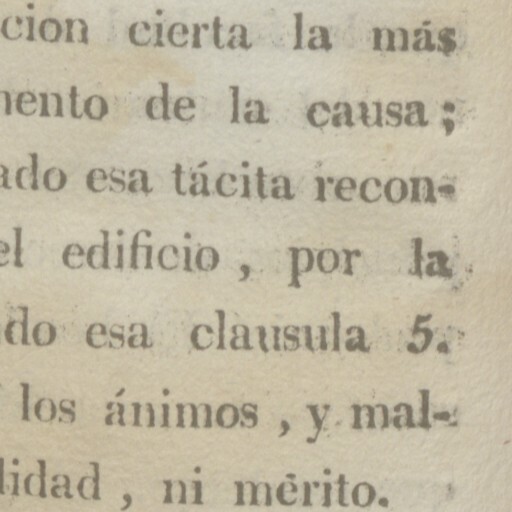 cion cierta la más
mento de la causa;
ado esa tácita recon-
el edificio, por la
do esa clausula 5.
los ánimos, y mal-
lidad, ni mérito.